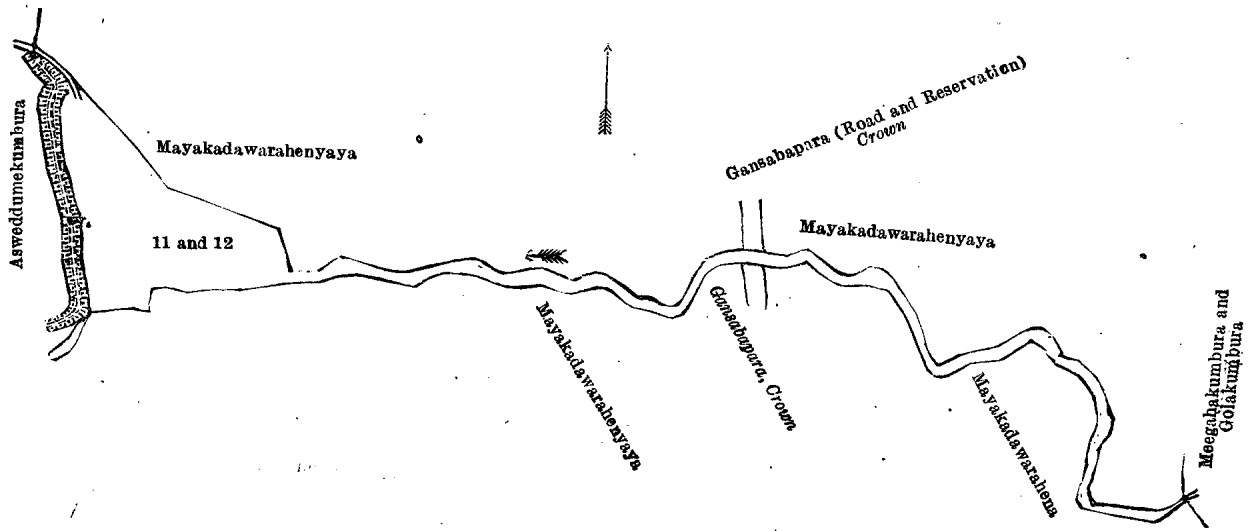 Asweddumekumbura
Mayakadawarahenyaya
11 and 12
Gansabapara (Road and Reservation)
Crown
Mayakadawarahenyaya
Mayakadawarahenyaya
Gansabapara, Crown
Mayakadawarahena
Meegahakumbura and
Golakumbura